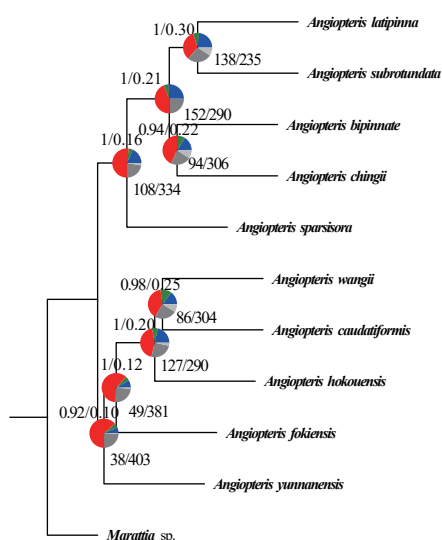 1/0.30
Angiopteris latipinna
138/235
Angiopteris subrotundata
1/0.21
152/290
Angiopteris bipinnate
0.94/0.22
1/0.16
94/306
Angiopteris chingii
108/334
Angiopteris sparsisora
0.98/0.25
Angiopteris wangii
86/304
1/0.20
Angiopteris caudatiformis
127/290
1/0.12
Angiopteris hokouensis
49/381
0.92/0.10
Angiopteris fokiensis
38/403
Angiopteris yunnanensis
Marattia sp.